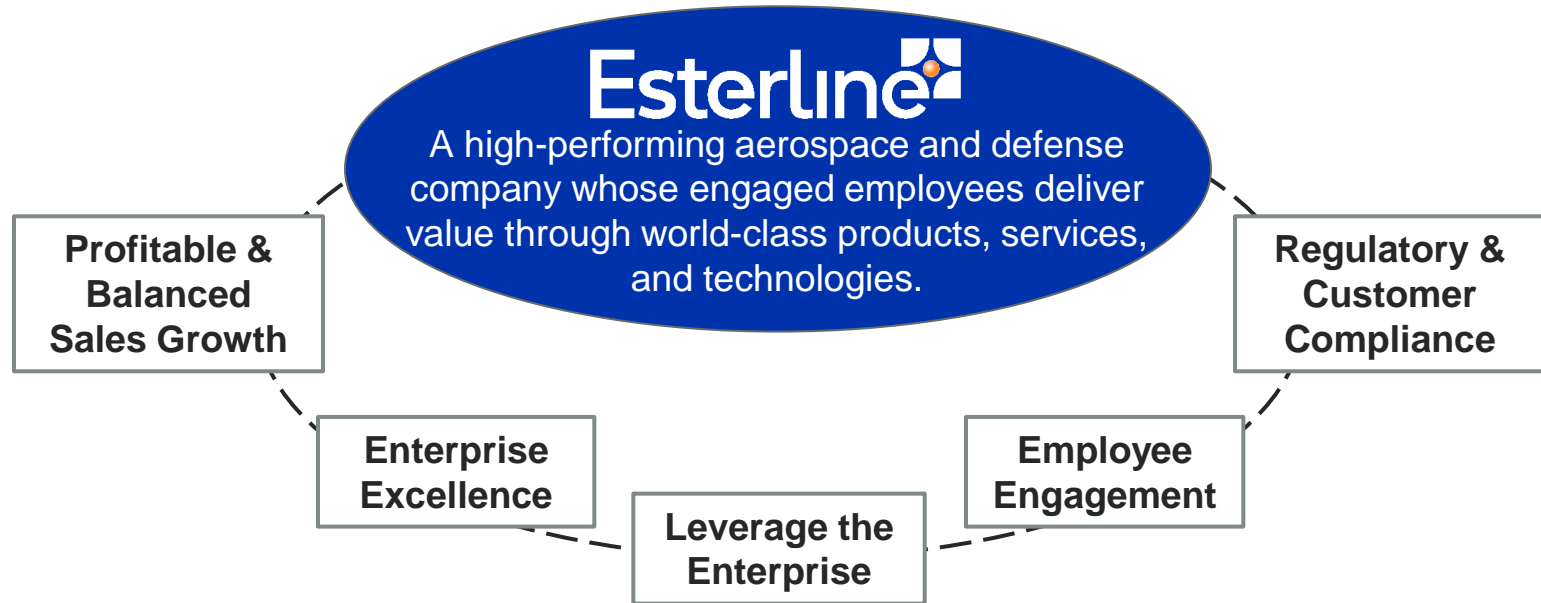 Esterline
A high-performing aerospace and defense
company whose engaged employees deliver
value through world-class products, services,
and technologies.
Profitable &
Balanced
Sales Growth
Enterprise
Excellence
Leverage the
Enterprise
Employee
Engagement
Regulatory &
Customer
Compliance